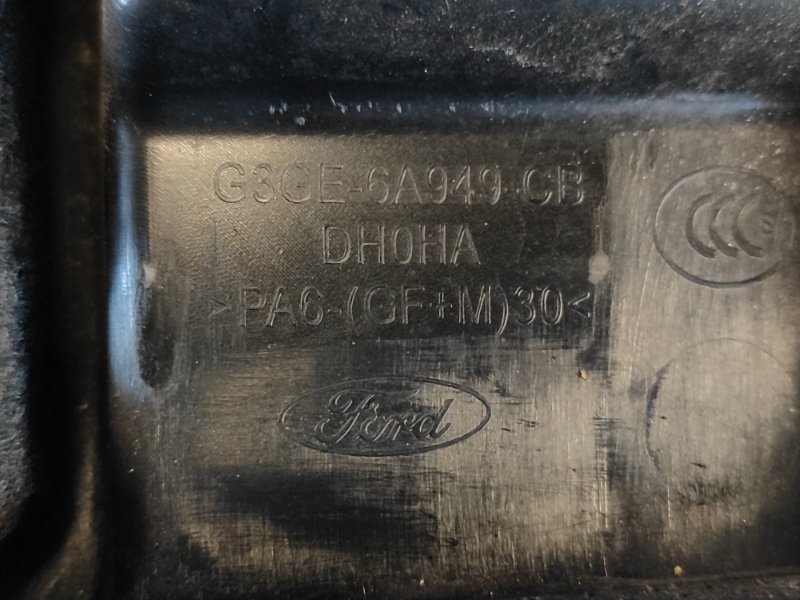 G3GE-6A949-CB
DH0HA
>PA6-(GF+M)30<
Ford